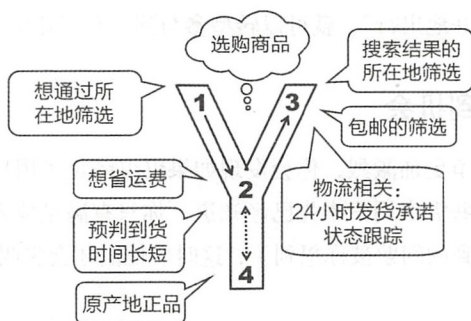 选购商品
想通过所
在地筛选
搜索结果的
所在地筛选
1
3
包邮的筛选
想省运费
2
物流相关：
24小时发货承诺
状态跟踪
预判到货
时间长短
4
原产地正品